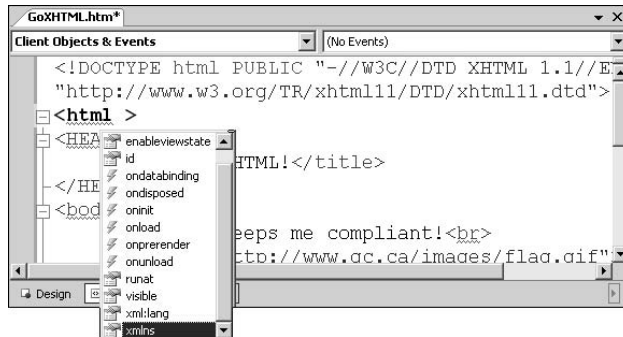 GoXHTML.htm*
Client Objects & Events (No Events)
<!DOCTYPE html PUBLIC "-//W3C//DTD XHTML 1.1//E
"http://www.w3.org/TR/xhtml11/DTD/xhtml11.dtd">
<html >
<HEA
enableviewstate
id
HTML!</title>
ondatabinding
</HE
ondisposed
<bod
oninit
onload
eeps me compliant!<br>
onprerender
onunload
ttp://www.gc.ca/images/flag.gif"
runat
Design
visible
xml:lang
xmlns